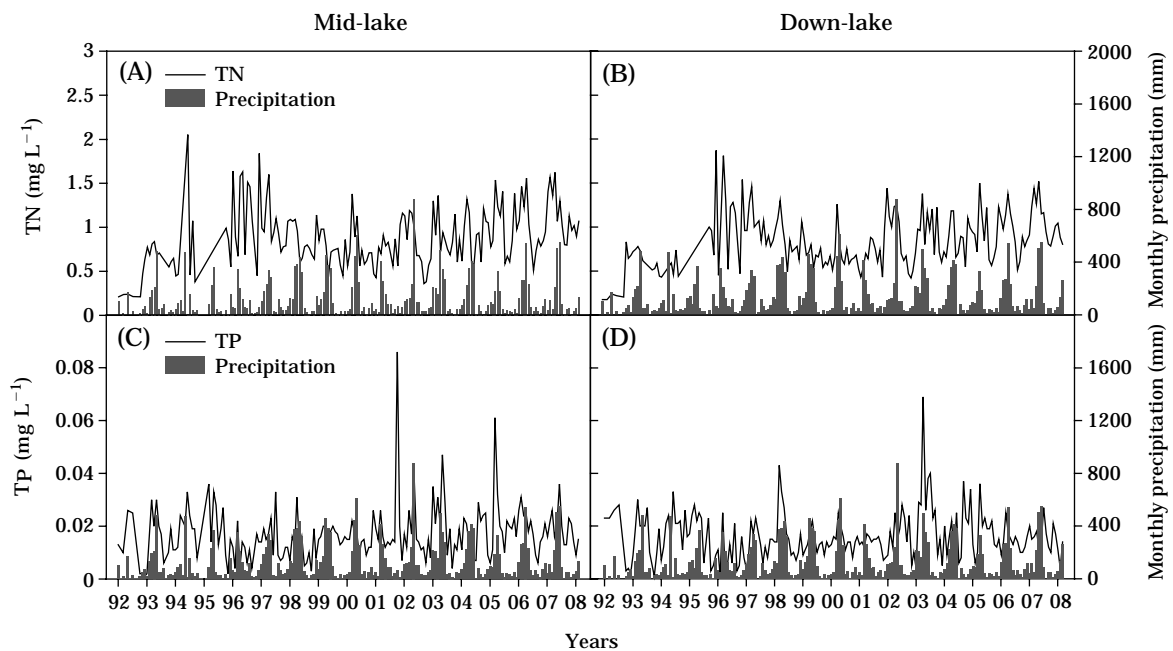 Mid-lake
Down-lake
(A)
TN
Precipitation
3
2.5
2
1.5
1
0.5
0
TN (mg L⁻¹)
(B)
2000
1600
1200
800
400
0
Monthly precipitation (mm)
(C)
TP
Precipitation
0.08
0.06
0.04
0.02
0
TP (mg L⁻¹)
(D)
1600
1200
800
400
0
Monthly precipitation (mm)
92 93 94 95 96 97 98 99 00 01 02 03 04 05 06 07 08
92 93 94 95 96 97 98 99 00 01 02 03 04 05 06 07 08
Years